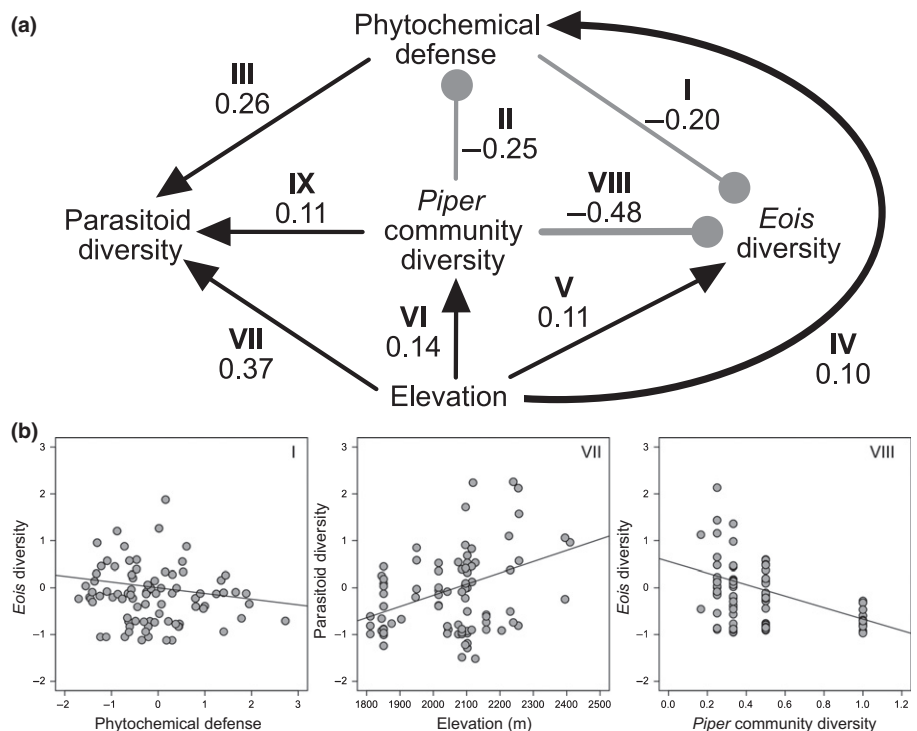 (a)
Phytochemical
defense
III
0.26
I
−0.20
II
−0.25
IX
0.11
VIII
−0.48
Parasitoid
diversity
Piper
community
diversity
Eois
diversity
VI
0.14
V
0.11
VII
0.37
IV
0.10
Elevation
(b)
I
Eois diversity
3
2
1
0
−1
−2
−2 −1 0 1 2 3
Phytochemical defense
VII
Parasitoid diversity
3
2
1
0
−1
−2
1800 1900 2000 2100 2200 2300 2400 2500
Elevation (m)
VIII
Eois diversity
3
2
1
0
−1
−2
0.0 0.2 0.4 0.6 0.8 1.0 1.2
Piper community diversity